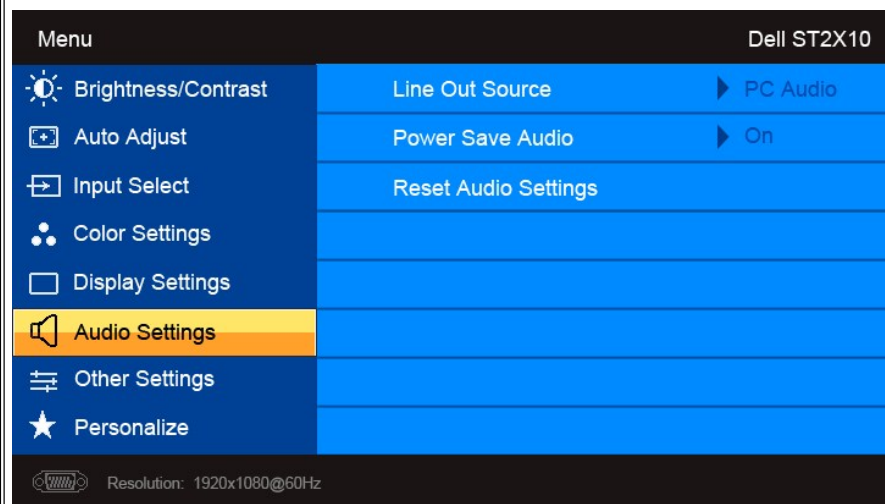 Menu Dell ST2X10
Brightness/Contrast Line Out Source PC Audio
Auto Adjust Power Save Audio On
Input Select Reset Audio Settings
Color Settings
Display Settings
Audio Settings
Other Settings
Personalize
Resolution: 1920x1080@60Hz